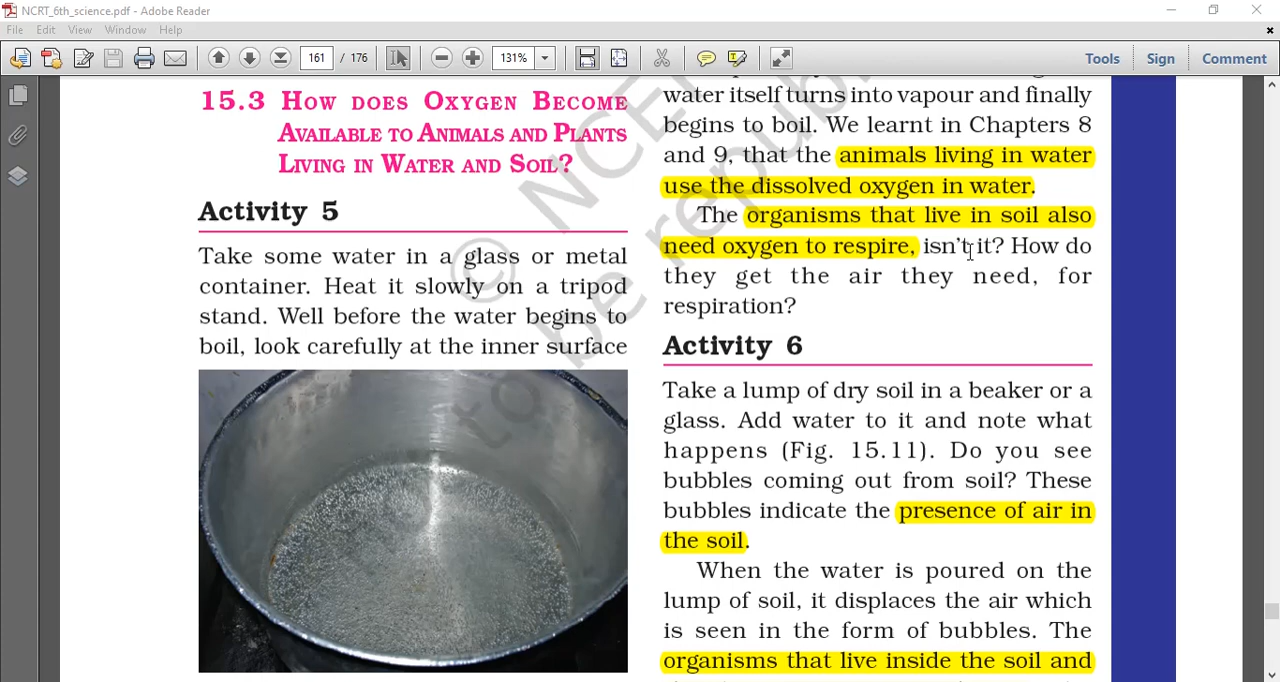 NCRT_6th_science.pdf - Adobe Reader
File Edit View Window Help
161 / 176 131% Tools Sign Comment
15.3 HOW DOES OXYGEN BECOME
AVAILABLE TO ANIMALS AND PLANTS
LIVING IN WATER AND SOIL?
Activity 5
Take some water in a glass or metal
container. Heat it slowly on a tripod
stand. Well before the water begins to
boil, look carefully at the inner surface
water itself turns into vapour and finally
begins to boil. We learnt in Chapters 8
and 9, that the animals living in water
use the dissolved oxygen in water.
The organisms that live in soil also
need oxygen to respire, isn't it? How do
they get the air they need, for
respiration?
Activity 6
Take a lump of dry soil in a beaker or a
glass. Add water to it and note what
happens (Fig. 15.11). Do you see
bubbles coming out from soil? These
bubbles indicate the presence of air in
the soil.
When the water is poured on the
lump of soil, it displaces the air which
is seen in the form of bubbles. The
organisms that live inside the soil and
© NCE
to be republ